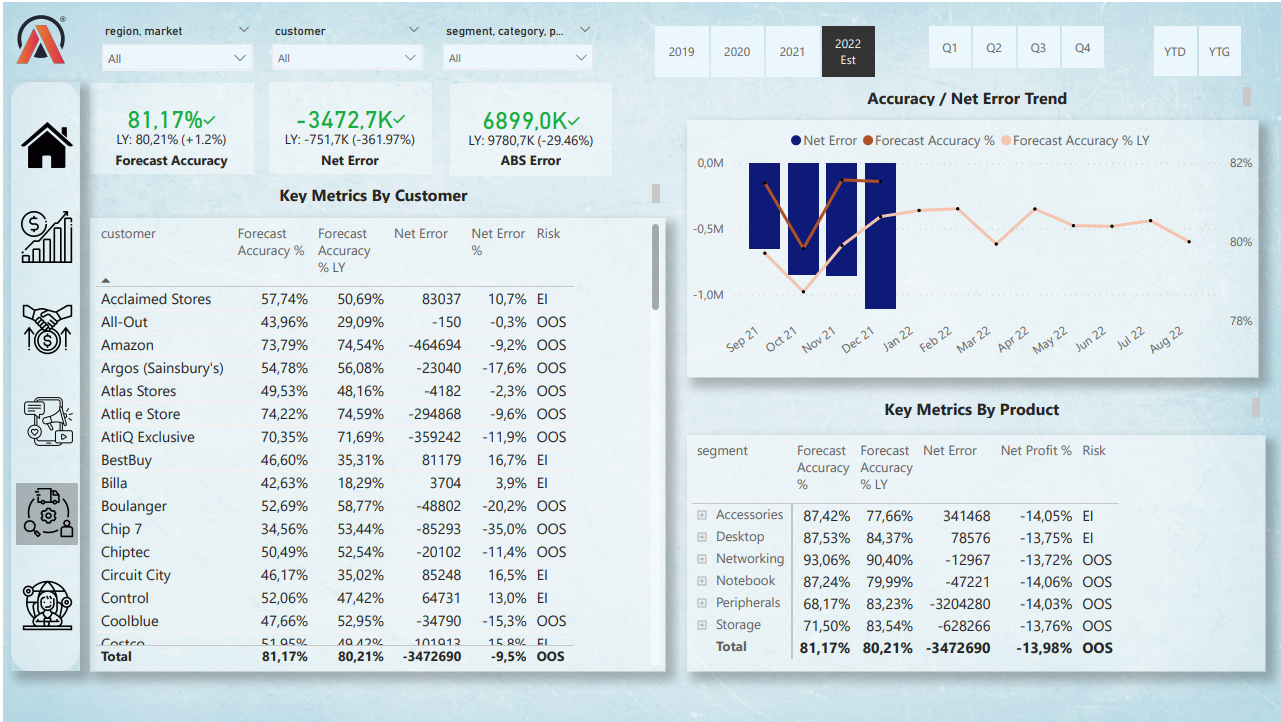 region, market
customer
segment, category, p...
All
All
All
2019
2020
2021
2022
Est
Q1
Q2
Q3
Q4
YTD
YTG
81,17%
LY: 80,21% (+1.2%)
Forecast Accuracy
-3472,7K
LY: -751,7K (-361.97%)
Net Error
6899,0K
LY: 9780,7K (-29.46%)
ABS Error
Key Metrics By Customer
customer Forecast Accuracy % Forecast Accuracy % LY Net Error Net Error % Risk
Acclaimed Stores 57,74% 50,69% 83037 10,7% EI
All-Out 43,96% 29,09% -150 -0,3% OOS
Amazon 73,79% 74,54% -464694 -9,2% OOS
Argos (Sainsbury's) 54,78% 56,08% -23040 -17,6% OOS
Atlas Stores 49,53% 48,16% -4182 -2,3% OOS
Atliq e Store 74,22% 74,59% -294868 -9,6% OOS
AtliQ Exclusive 70,35% 71,69% -359242 -11,9% OOS
BestBuy 46,60% 35,31% 81179 16,7% EI
Billa 42,63% 18,29% 3704 3,9% EI
Boulanger 52,69% 58,77% -48802 -20,2% OOS
Chip 7 34,56% 53,44% -85293 -35,0% OOS
Chiptec 50,49% 52,54% -20102 -11,4% OOS
Circuit City 46,17% 35,02% 85248 16,5% EI
Control 52,06% 47,42% 64731 13,0% EI
Coolblue 47,66% 52,95% -34790 -15,3% OOS
Costco 51,95% 49,42% 101913 15,8% EI
Total 81,17% 80,21% -3472690 -9,5% OOS
Accuracy / Net Error Trend
Net Error Forecast Accuracy % Forecast Accuracy % LY
0,0M
-0,5M
-1,0M
82%
80%
78%
Sep 21 Oct 21 Nov 21 Dec 21 Jan 22 Feb 22 Mar 22 Apr 22 May 22 Jun 22 Jul 22 Aug 22
Key Metrics By Product
segment Forecast Accuracy % Forecast Accuracy % LY Net Error Net Profit % Risk
Accessories 87,42% 77,66% 341468 -14,05% EI
Desktop 87,53% 84,37% 78576 -13,75% EI
Networking 93,06% 90,40% -12967 -13,72% OOS
Notebook 87,24% 79,99% -47221 -14,06% OOS
Peripherals 68,17% 83,23% -3204280 -14,03% OOS
Storage 71,50% 83,54% -628266 -13,76% OOS
Total 81,17% 80,21% -3472690 -13,98% OOS